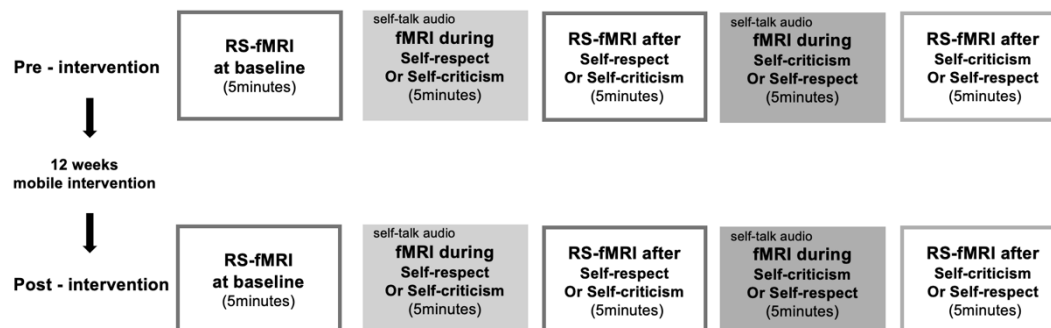 Pre - intervention
RS-fMRI
at baseline
(5minutes)
self-talk audio
fMRI during
Self-respect
Or Self-criticism
(5minutes)
RS-fMRI after
Self-respect
Or Self-criticism
(5minutes)
self-talk audio
fMRI during
Self-criticism
Or Self-respect
(5minutes)
RS-fMRI after
Self-criticism
Or Self-respect
(5minutes)
12 weeks
mobile intervention
Post - intervention
RS-fMRI
at baseline
(5minutes)
self-talk audio
fMRI during
Self-respect
Or Self-criticism
(5minutes)
RS-fMRI after
Self-respect
Or Self-criticism
(5minutes)
self-talk audio
fMRI during
Self-criticism
Or Self-respect
(5minutes)
RS-fMRI after
Self-criticism
Or Self-respect
(5minutes)